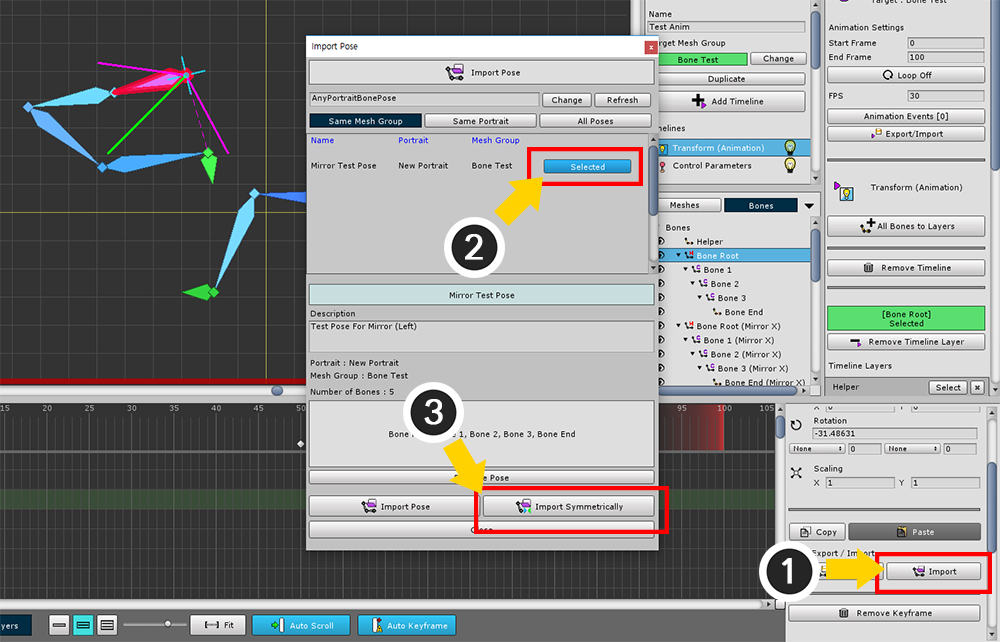 Import Pose
x
Import Pose
AnyPortraitBonePose
Change
Refresh
Same Mesh Group
Same Portrait
All Poses
Name
Portrait
Mesh Group
Mirror Test Pose
New Portrait
Bone Test
Selected
2
Mirror Test Pose
Description
Test Pose For Mirror (Left)
Portrait : New Portrait
Mesh Group : Bone Test
Number of Bones : 5
3
1, Bone 2, Bone 3, Bone End
Pose
Import Pose
Import Symmetrically
Name
Test Anim
Target Mesh Group
Bone Test
Change
Duplicate
Add Timeline
Transform (Animation)
Control Parameters
Meshes
Bones
Bones
Helper
Bone Root
Bone 1
Bone 2
Bone 3
Bone End
Bone Root (Mirror X)
Bone 1 (Mirror X)
Bone 2 (Mirror X)
Bone 3 (Mirror X)
Bone End (Mirror X)
Target : Bone Test
Animation Settings
Start Frame
0
End Frame
100
Loop Off
FPS
30
Animation Events [0]
Export/Import
Transform (Animation)
All Bones to Layers
Remove Timeline
[Bone Root]
Selected
Remove Timeline Layer
Timeline Layers
Helper
Select
15
20
25
30
35
40
45
50
95
100
105
X
0
Y
0
Rotation
-31.48631
None
0
None
0
Scaling
X
1
Y
1
Copy
Paste
Export / Import
1
Import
Remove Keyframe
yers
Fit
Auto Scroll
Auto Keyframe